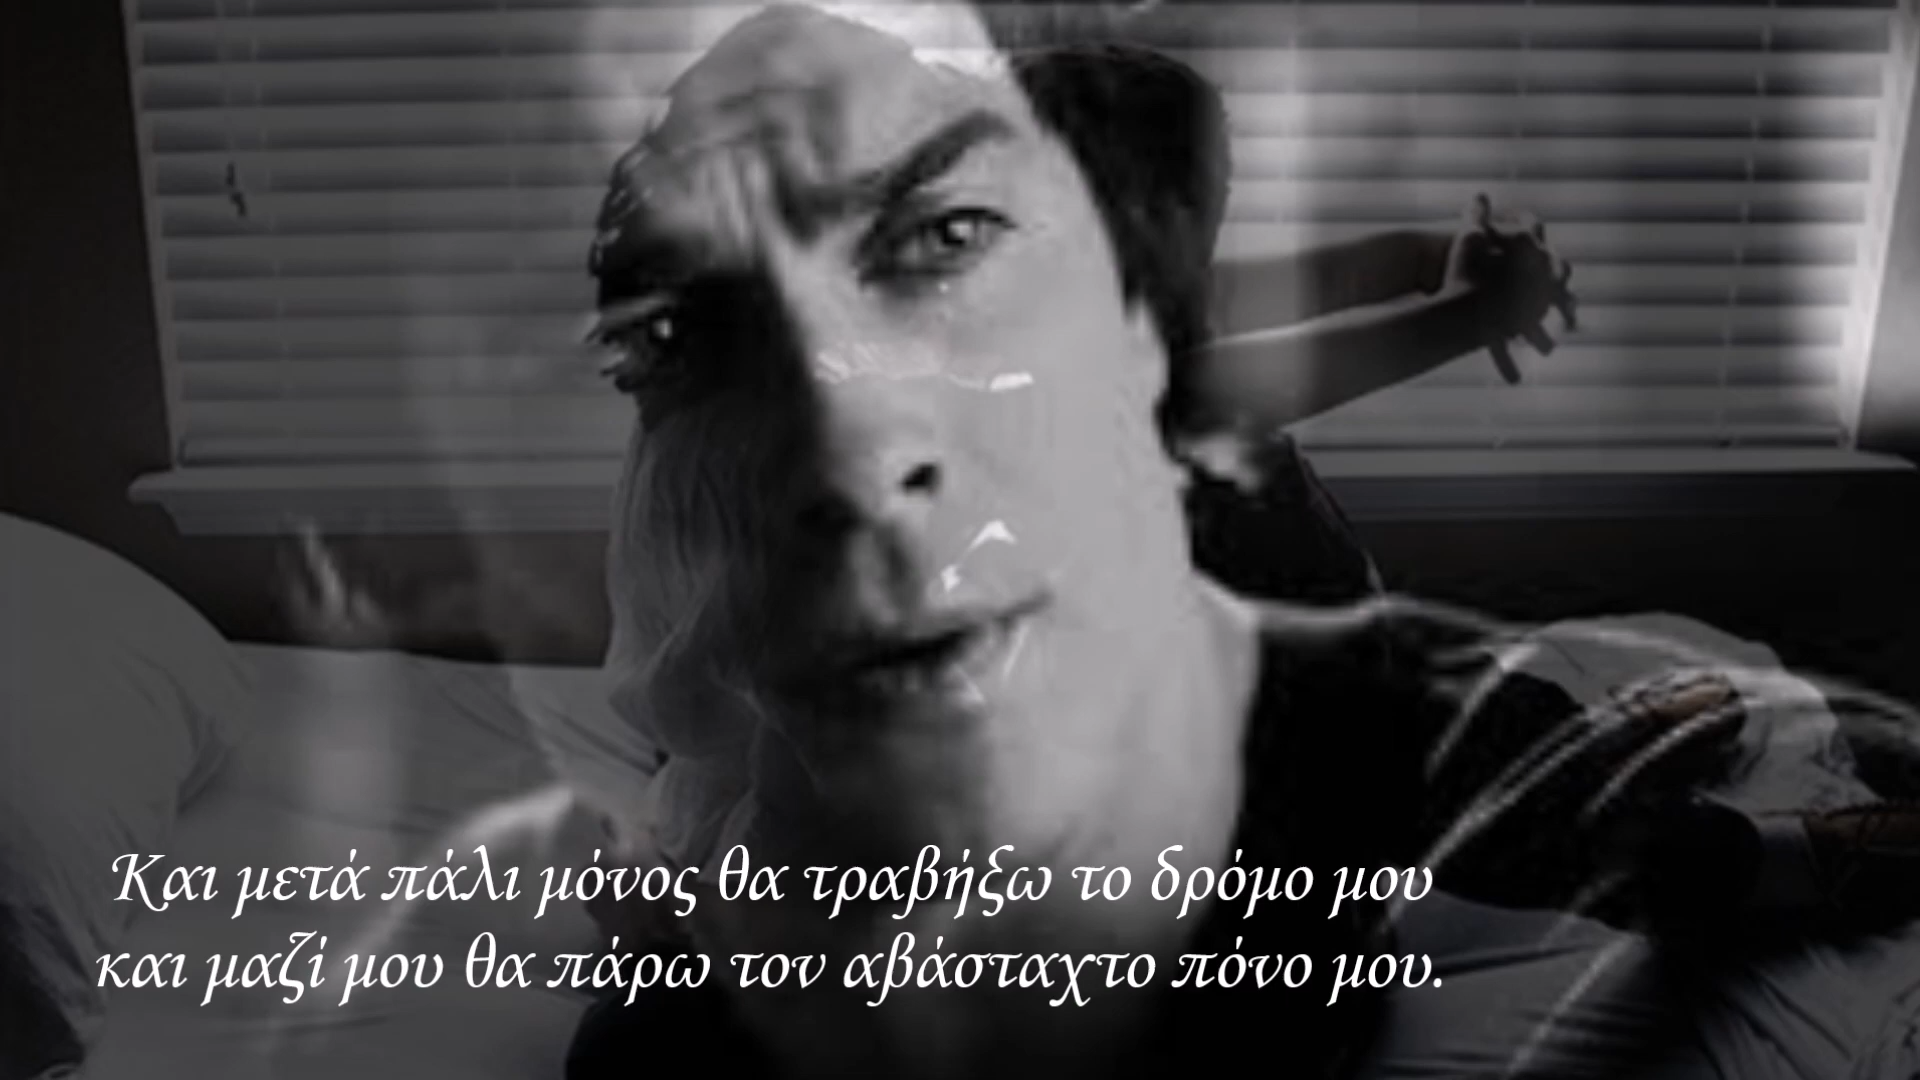 Και μετά πάλι μόνος θα τραβήξω το δρόμο μου
και μαζί μου θα πάρω τον αβάσταχτο πόνο μου.